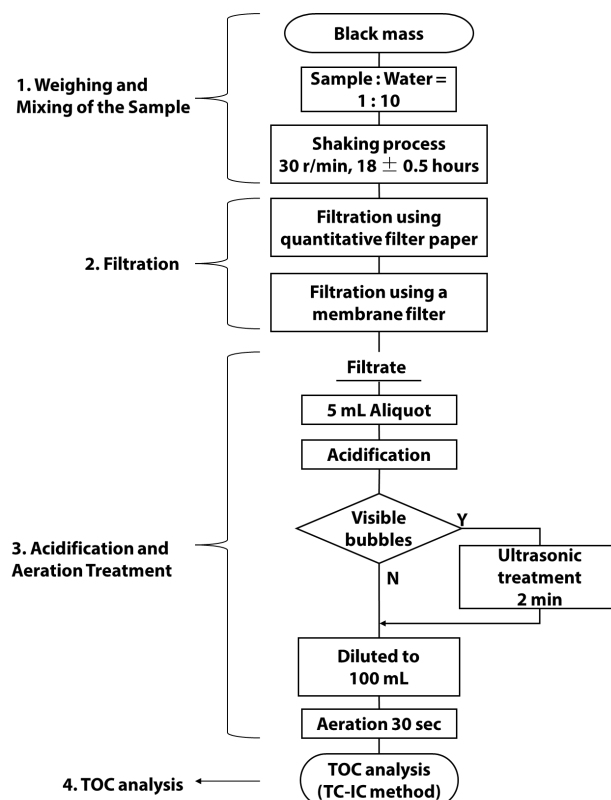 Black mass
1. Weighing and
Mixing of the Sample
Sample : Water =
1 : 10
Shaking process
30 r/min, 18 ± 0.5 hours
2. Filtration
Filtration using
quantitative filter paper
Filtration using a
membrane filter
Filtrate
5 mL Aliquot
Acidification
3. Acidification and
Aeration Treatment
Visible
bubbles
Y
N
Ultrasonic
treatment
2 min
Diluted to
100 mL
Aeration 30 sec
4. TOC analysis
TOC analysis
(TC-IC method)